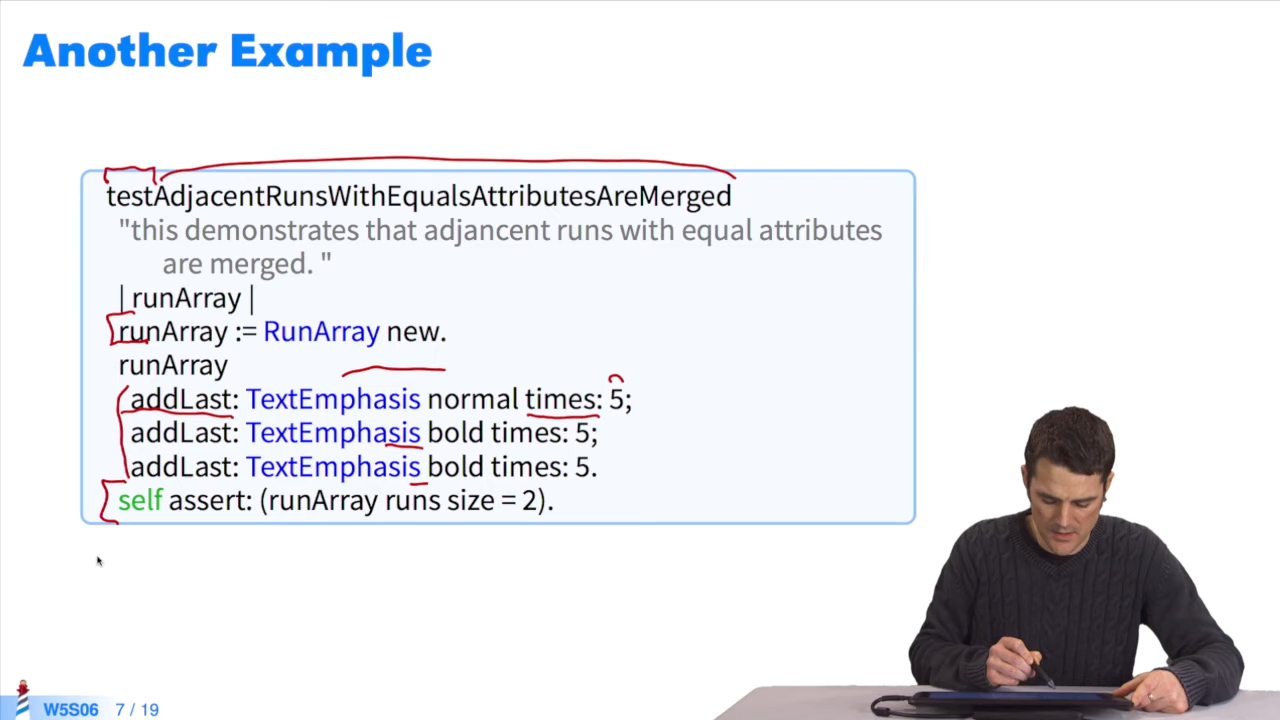 Another Example
testAdjacentRunsWithEqualsAttributesAreMerged
"this demonstrates that adjancent runs with equal attributes
are merged. "
| runArray |
runArray := RunArray new.
runArray
addLast: TextEmphasis normal times: 5;
addLast: TextEmphasis bold times: 5;
addLast: TextEmphasis bold times: 5.
self assert: (runArray runs size = 2).
W5S06 7 / 19